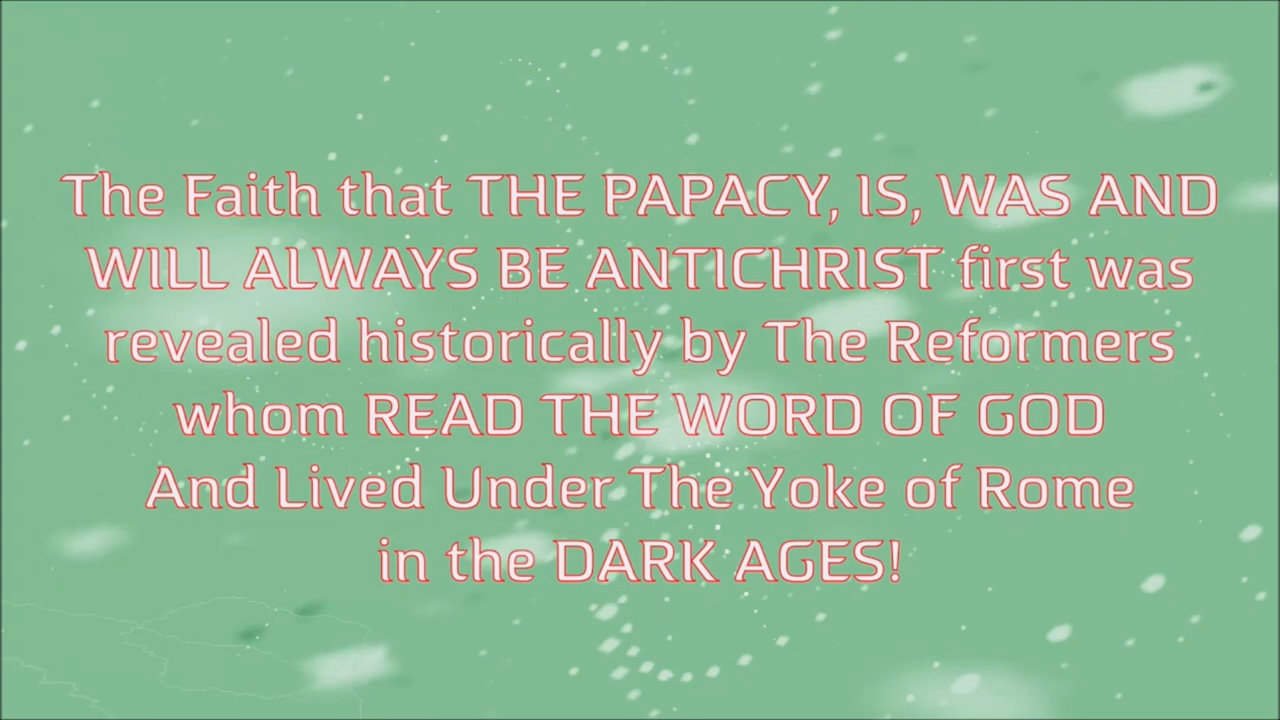 The Faith that THE PAPACY, IS, WAS AND
WILL ALWAYS BE ANTICHRIST first was
revealed historically by The Reformers
whom READ THE WORD OF GOD
And Lived Under The Yoke of Rome
in the DARK AGES!